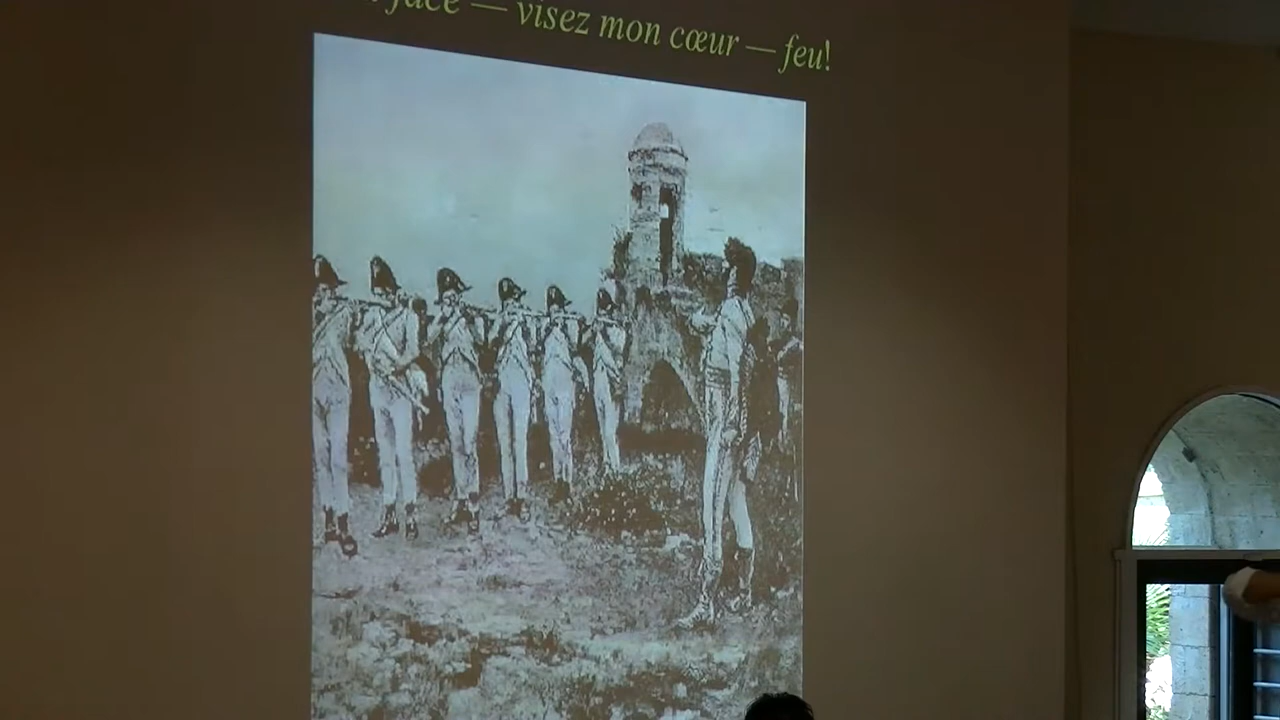 face — visez mon cœur — feu!